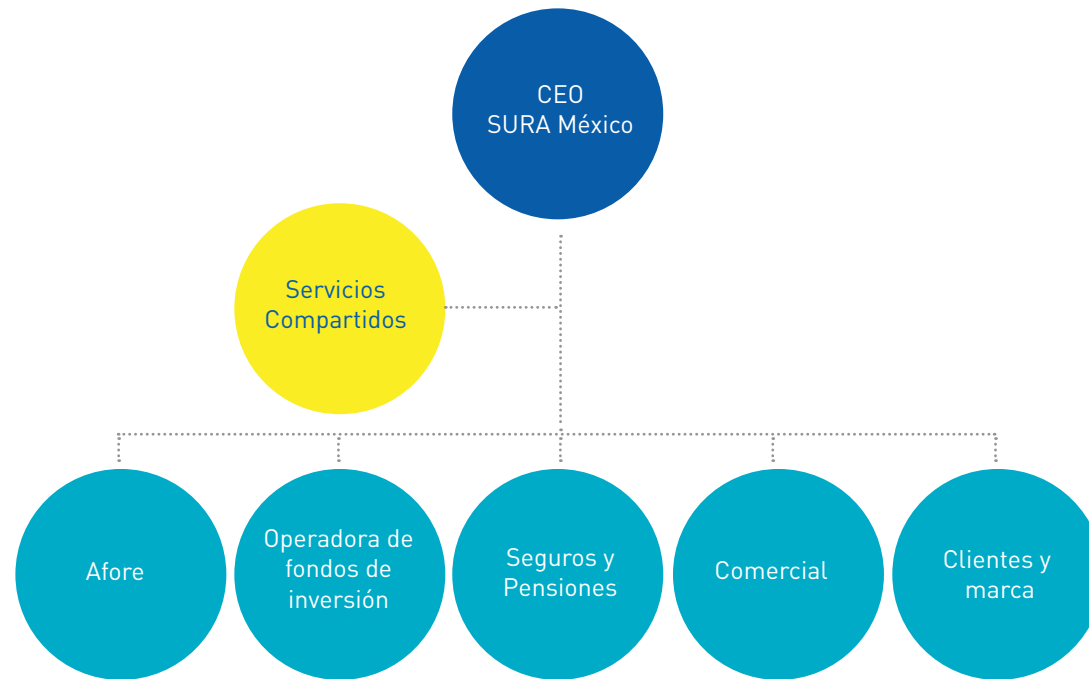 CEO
SURA México
Servicios
Compartidos
Afore
Operadora de
fondos de
inversión
Seguros y
Pensiones
Comercial
Clientes y
marca